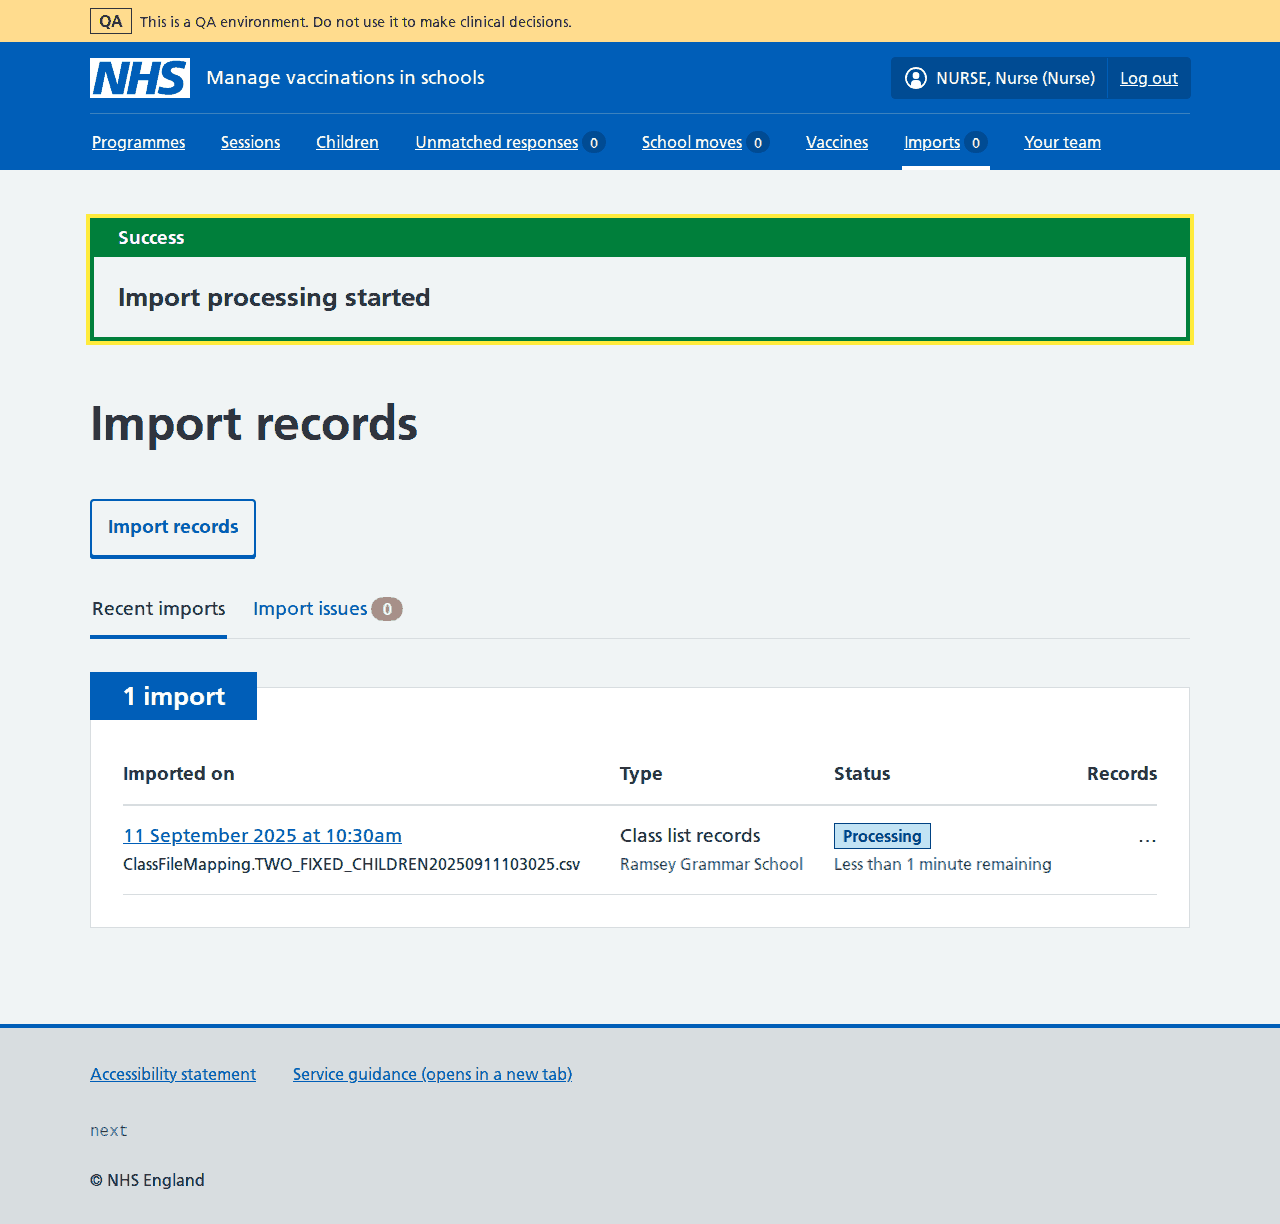 QA This is a QA environment. Do not use it to make clinical decisions.
NHS Manage vaccinations in schools NURSE, Nurse (Nurse) Log out
Programmes Sessions Children Unmatched responses 0 School moves 0 Vaccines Imports 0 Your team
Success
Import processing started
Import records
Import records
Recent imports Import issues 0
1 import
Imported on Type Status Records
11 September 2025 at 10:30am Class list records Processing …
ClassFileMapping.TWO_FIXED_CHILDREN20250911103025.csv Ramsey Grammar School Less than 1 minute remaining
Accessibility statement Service guidance (opens in a new tab)
next
© NHS England